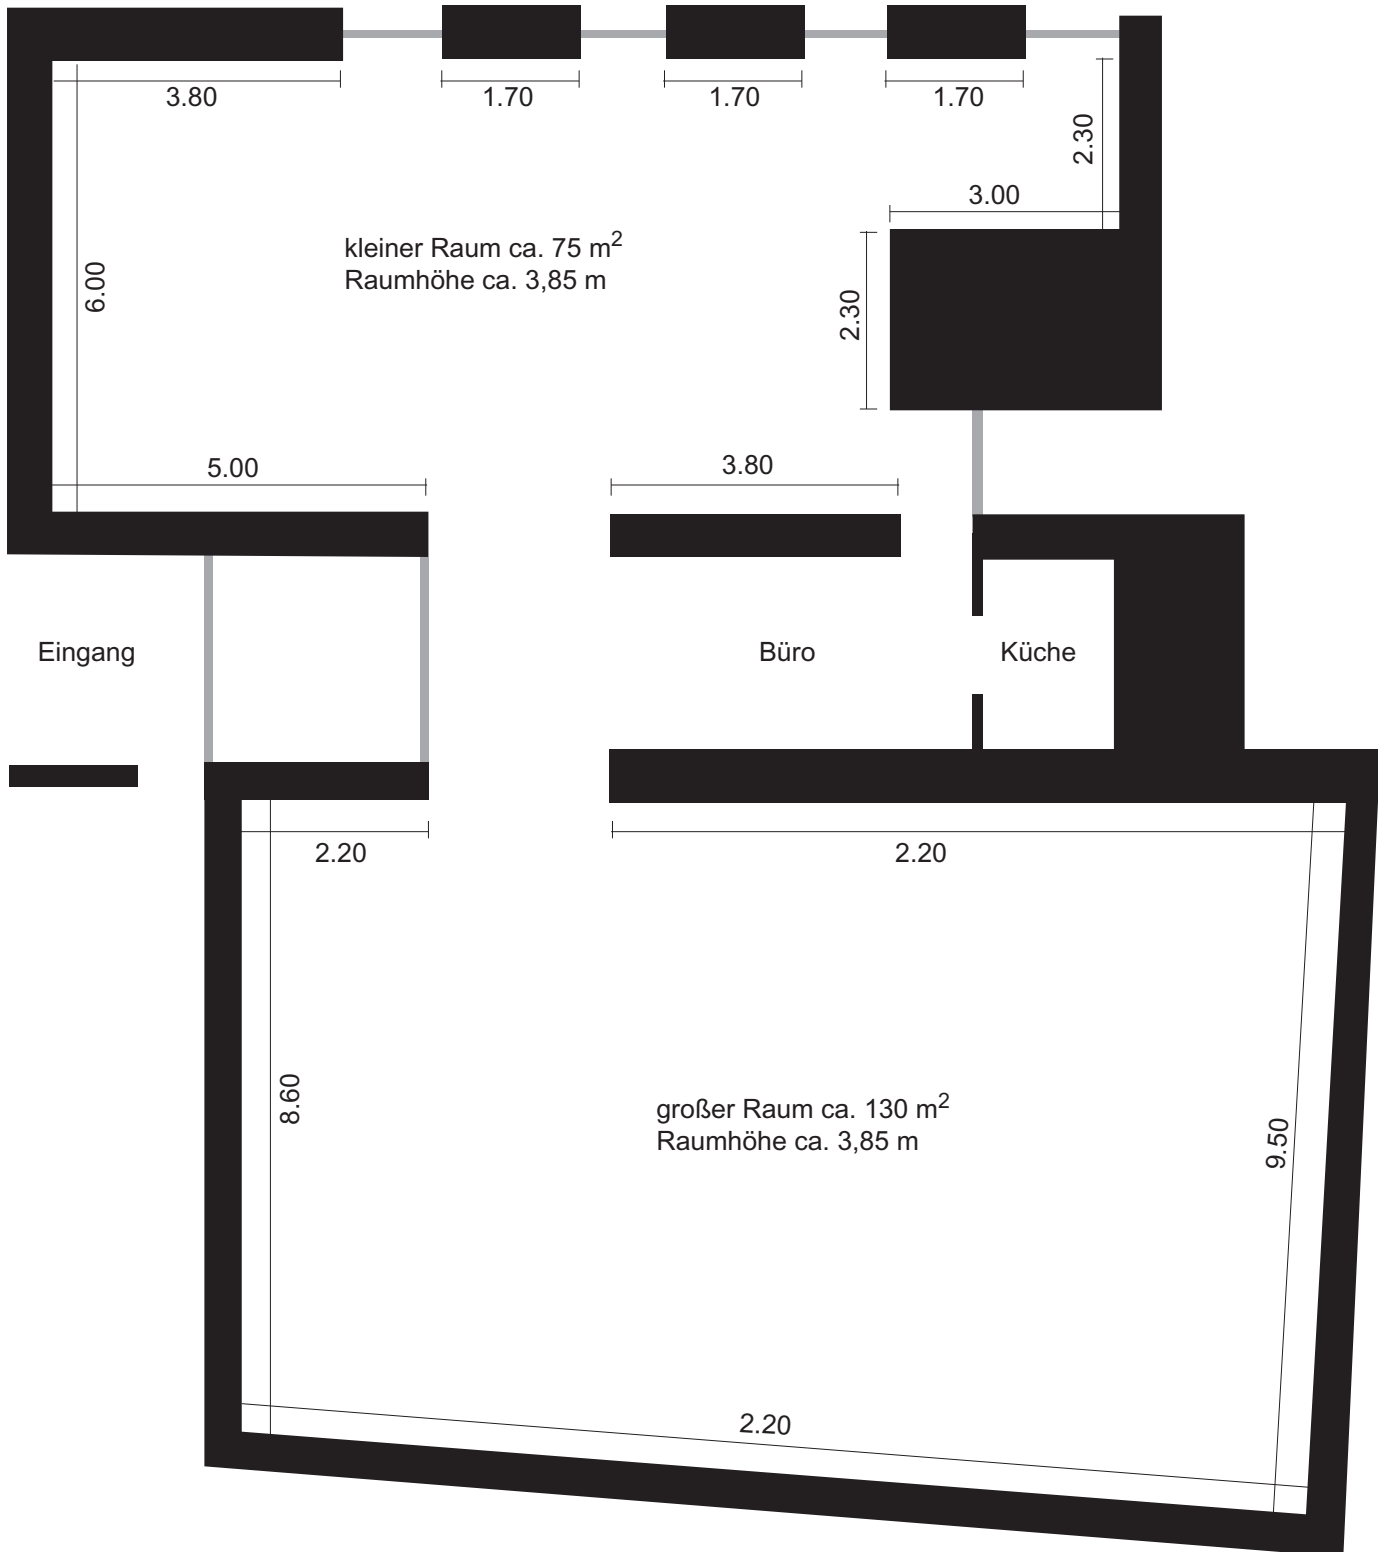 3.80
1.70
1.70
1.70
2.30
3.00
kleiner Raum ca. 75 m²
Raumhöhe ca. 3,85 m
6.00
2.30
5.00
3.80
Eingang
Büro
Küche
2.20
2.20
8.60
großer Raum ca. 130 m²
Raumhöhe ca. 3,85 m
9.50
2.20